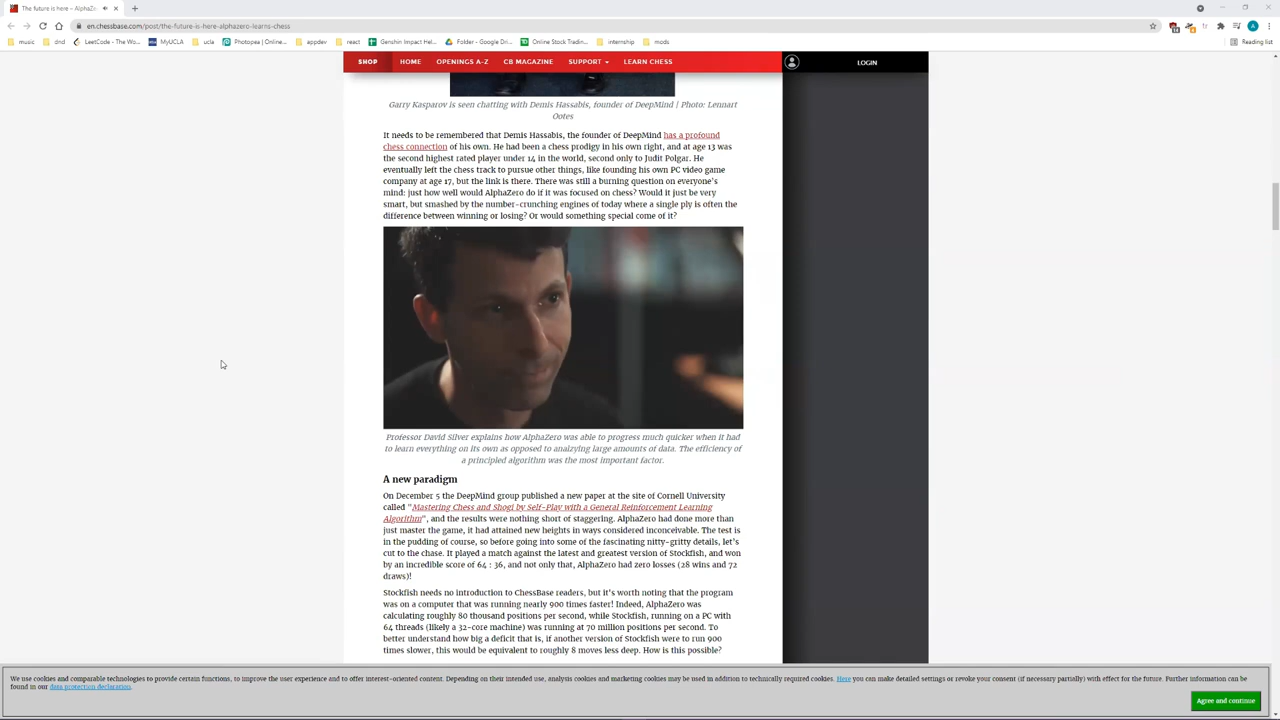 The future is here – AlphaZe
en.chessbase.com/post/the-future-is-here-alphazero-learns-chess
music dnd LeetCode - The Wo... MyUCLA ucla Photopea | Online... appdev react Genshin Impact Hel... Folder - Google Dri... Online Stock Tradin... internship mods Reading list
SHOP HOME OPENINGS A-Z CB MAGAZINE SUPPORT LEARN CHESS LOGIN
Garry Kasparov is seen chatting with Demis Hassabis, founder of DeepMind | Photo: Lennart
Ootes
It needs to be remembered that Demis Hassabis, the founder of DeepMind has a profound
chess connection of his own. He had been a chess prodigy in his own right, and at age 13 was
the second highest rated player under 14 in the world, second only to Judit Polgar. He
eventually left the chess track to pursue other things, like founding his own PC video game
company at age 17, but the link is there. There was still a burning question on everyone's
mind: just how well would AlphaZero do if it was focused on chess? Would it just be very
smart, but smashed by the number-crunching engines of today where a single ply is often the
difference between winning or losing? Or would something special come of it?
Professor David Silver explains how AlphaZero was able to progress much quicker when it had
to learn everything on its own as opposed to analzying large amounts of data. The efficiency of
a principled algorithm was the most important factor.
A new paradigm
On December 5 the DeepMind group published a new paper at the site of Cornell University
called "Mastering Chess and Shogi by Self-Play with a General Reinforcement Learning
Algorithm", and the results were nothing short of staggering. AlphaZero had done more than
just master the game, it had attained new heights in ways considered inconceivable. The test is
in the pudding of course, so before going into some of the fascinating nitty-gritty details, let's
cut to the chase. It played a match against the latest and greatest version of Stockfish, and won
by an incredible score of 64 : 36, and not only that, AlphaZero had zero losses (28 wins and 72
draws)!
Stockfish needs no introduction to ChessBase readers, but it's worth noting that the program
was on a computer that was running nearly 900 times faster! Indeed, AlphaZero was
calculating roughly 80 thousand positions per second, while Stockfish, running on a PC with
64 threads (likely a 32-core machine) was running at 70 million positions per second. To
better understand how big a deficit that is, if another version of Stockfish were to run 900
times slower, this would be equivalent to roughly 8 moves less deep. How is this possible?
We use cookies and comparable technologies to provide certain functions, to improve the user experience and to offer interest-oriented content. Depending on their intended use, analysis cookies and marketing cookies may be used in addition to technically required cookies. Here you can make detailed settings or revoke your consent (if necessary partially) with effect for the future. Further information can be
found in our data protection declaration.
Agree and continue